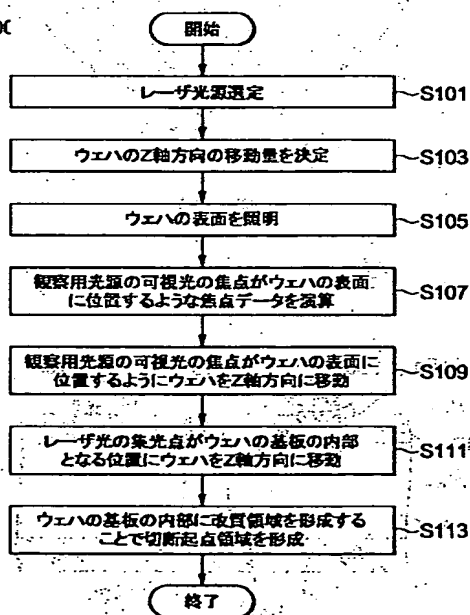 開始
レーザ光源選定
S101
ウェハのZ軸方向の移動量を決定
S103
ウェハの表面を照明
S105
観察用光源の可視光の焦点がウェハの表面
に位置するような焦点データを演算
S107
観察用光源の可視光の焦点がウェハの表面に
位置するようにウェハをZ軸方向に移動
S109
レーザ光の集光点がウェハの基板の内部
となる位置にウェハをZ軸方向に移動
S111
ウェハの基板の内部に改質領域を形成する
ことで切断起点領域を形成
S113
終了